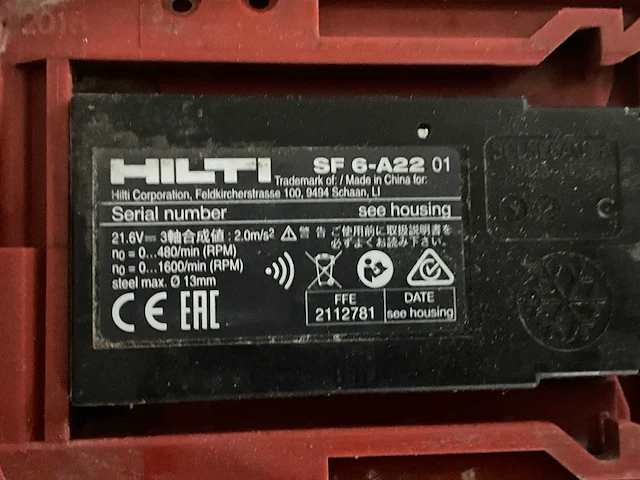 2016
HILTI SF 6-A22 01
Trademark of: / Made in China for:
Hilti Corporation, Feldkircherstrasse 100, 9494 Schaan, LI
Serial number see housing
21.6V⎓ 3軸合成値 : 2.0m/s² ⚠警告 ご使用前に取扱説明書を
必ずよくお読み下さい。
n₀ = 0...480/min (RPM)
n₀ = 0...1600/min (RPM)
steel max. Ø 13mm
CE EAC
FFE
2112781
DATE
see housing